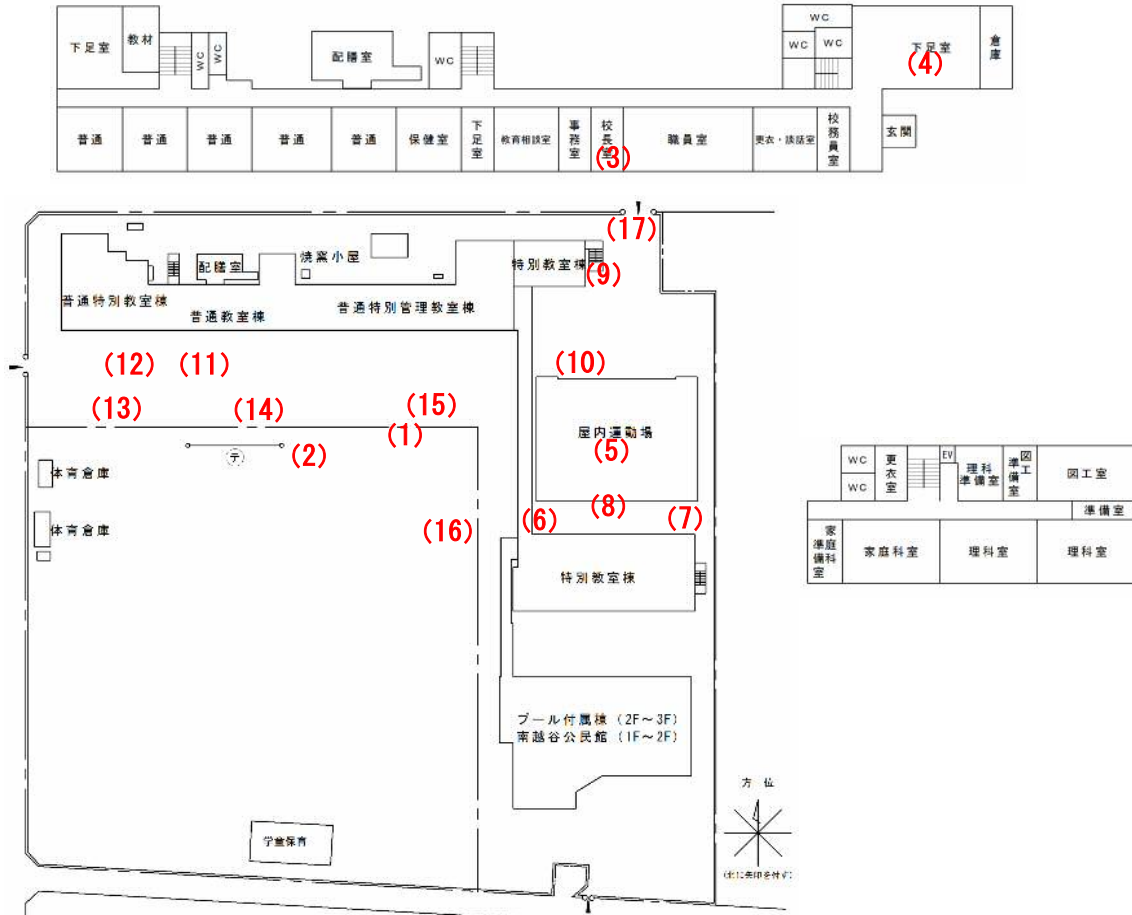 下足室
教材
WC
WC
配膳室
WC
WC
WC
WC
下足室
(4)
倉庫
普通
普通
普通
普通
普通
保健室
下足室
教育相談室
事務室
校長室
(3)
職員室
更衣・談話室
校務員室
玄関
(17)
配膳室
焼窯小屋
特別教室棟
(9)
普通特別教室棟
普通教室棟
普通特別管理教室棟
(12)
(11)
(10)
(13)
(14)
(15)
(1)
屋内運動場
(5)
(2)
テ
体育倉庫
体育倉庫
(16)
(6)
(8)
(7)
特別教室棟
WC
WC
更衣室
EV
理科準備室
図工準備室
図工室
準備室
家庭科準備室
家庭科室
理科室
理科室
プール付属棟 (2F~3F)
南越谷公民館 (1F~2F)
方位
(北に矢印を付す)
学童保育